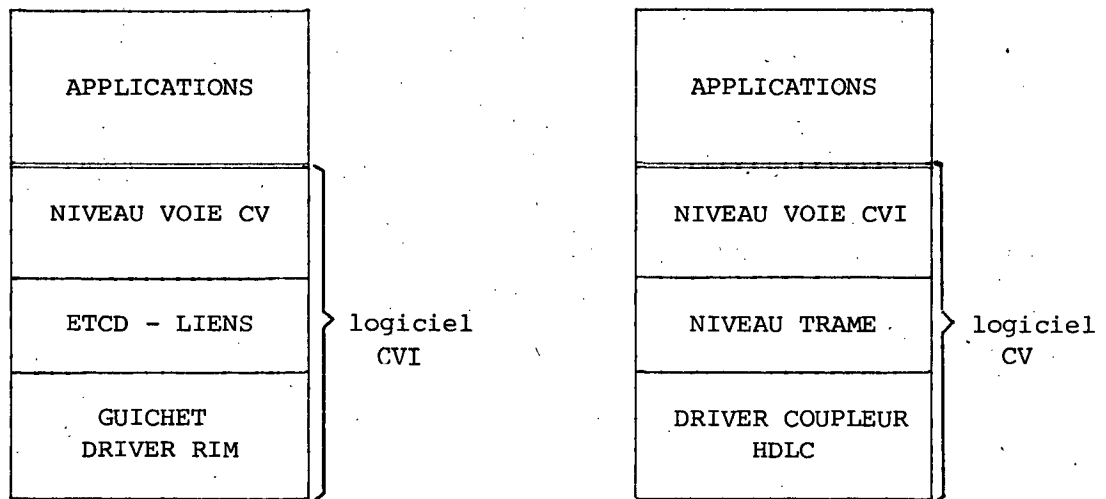 APPLICATIONS
NIVEAU VOIE CV
ETCD - LIENS
GUICHET
DRIVER RIM
logiciel
CVI
APPLICATIONS
NIVEAU VOIE CVI
NIVEAU TRAME
DRIVER COUPLEUR
HDLC
logiciel
CV